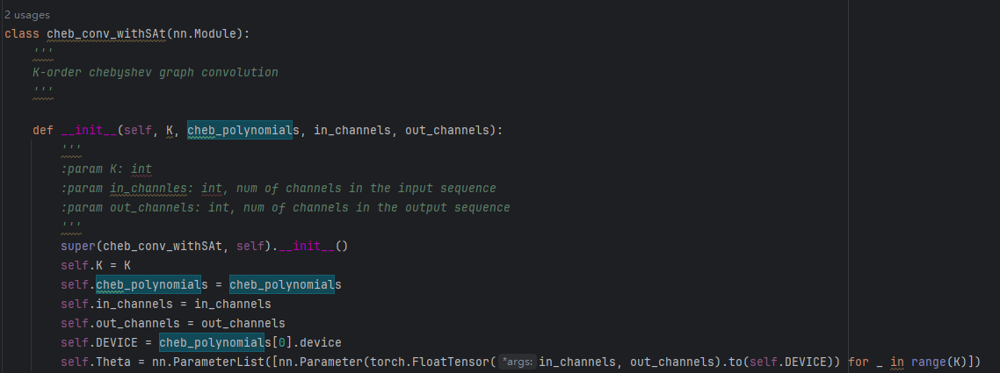 2 usages
class cheb_conv_withSAt(nn.Module):
'''
K-order chebyshev graph convolution
'''
def __init__(self, K, cheb_polynomials, in_channels, out_channels):
'''
:param K: int
:param in_channles: int, num of channels in the input sequence
:param out_channels: int, num of channels in the output sequence
'''
super(cheb_conv_withSAt, self).__init__()
self.K = K
self.cheb_polynomials = cheb_polynomials
self.in_channels = in_channels
self.out_channels = out_channels
self.DEVICE = cheb_polynomials[0].device
self.Theta = nn.ParameterList([nn.Parameter(torch.FloatTensor( *args: in_channels, out_channels).to(self.DEVICE)) for _ in range(K)])